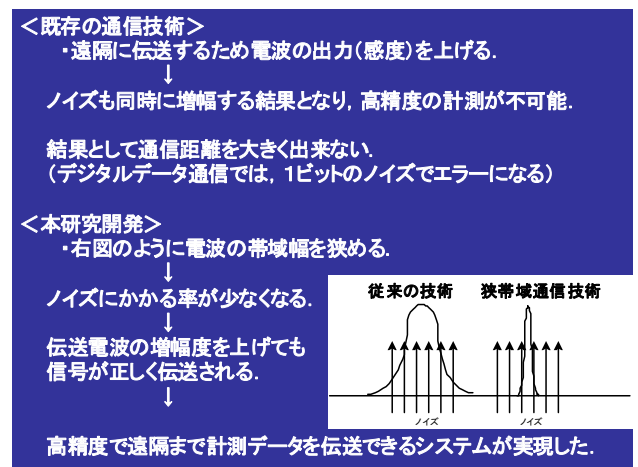 ＜既存の通信技術＞
・遠隔に伝送するため電波の出力（感度）を上げる．
↓
ノイズも同時に増幅する結果となり，高精度の計測が不可能．
結果として通信距離を大きく出来ない．
（デジタルデータ通信では，１ビットのノイズでエラーになる）
＜本研究開発＞
・右図のように電波の帯域幅を狭める．
↓
ノイズにかかる率が少なくなる．
↓
伝送電波の増幅度を上げても
信号が正しく伝送される．
↓
従来の技術 狭帯域通信技術
ノイズ ノイズ
高精度で遠隔まで計測データを伝送できるシステムが実現した．